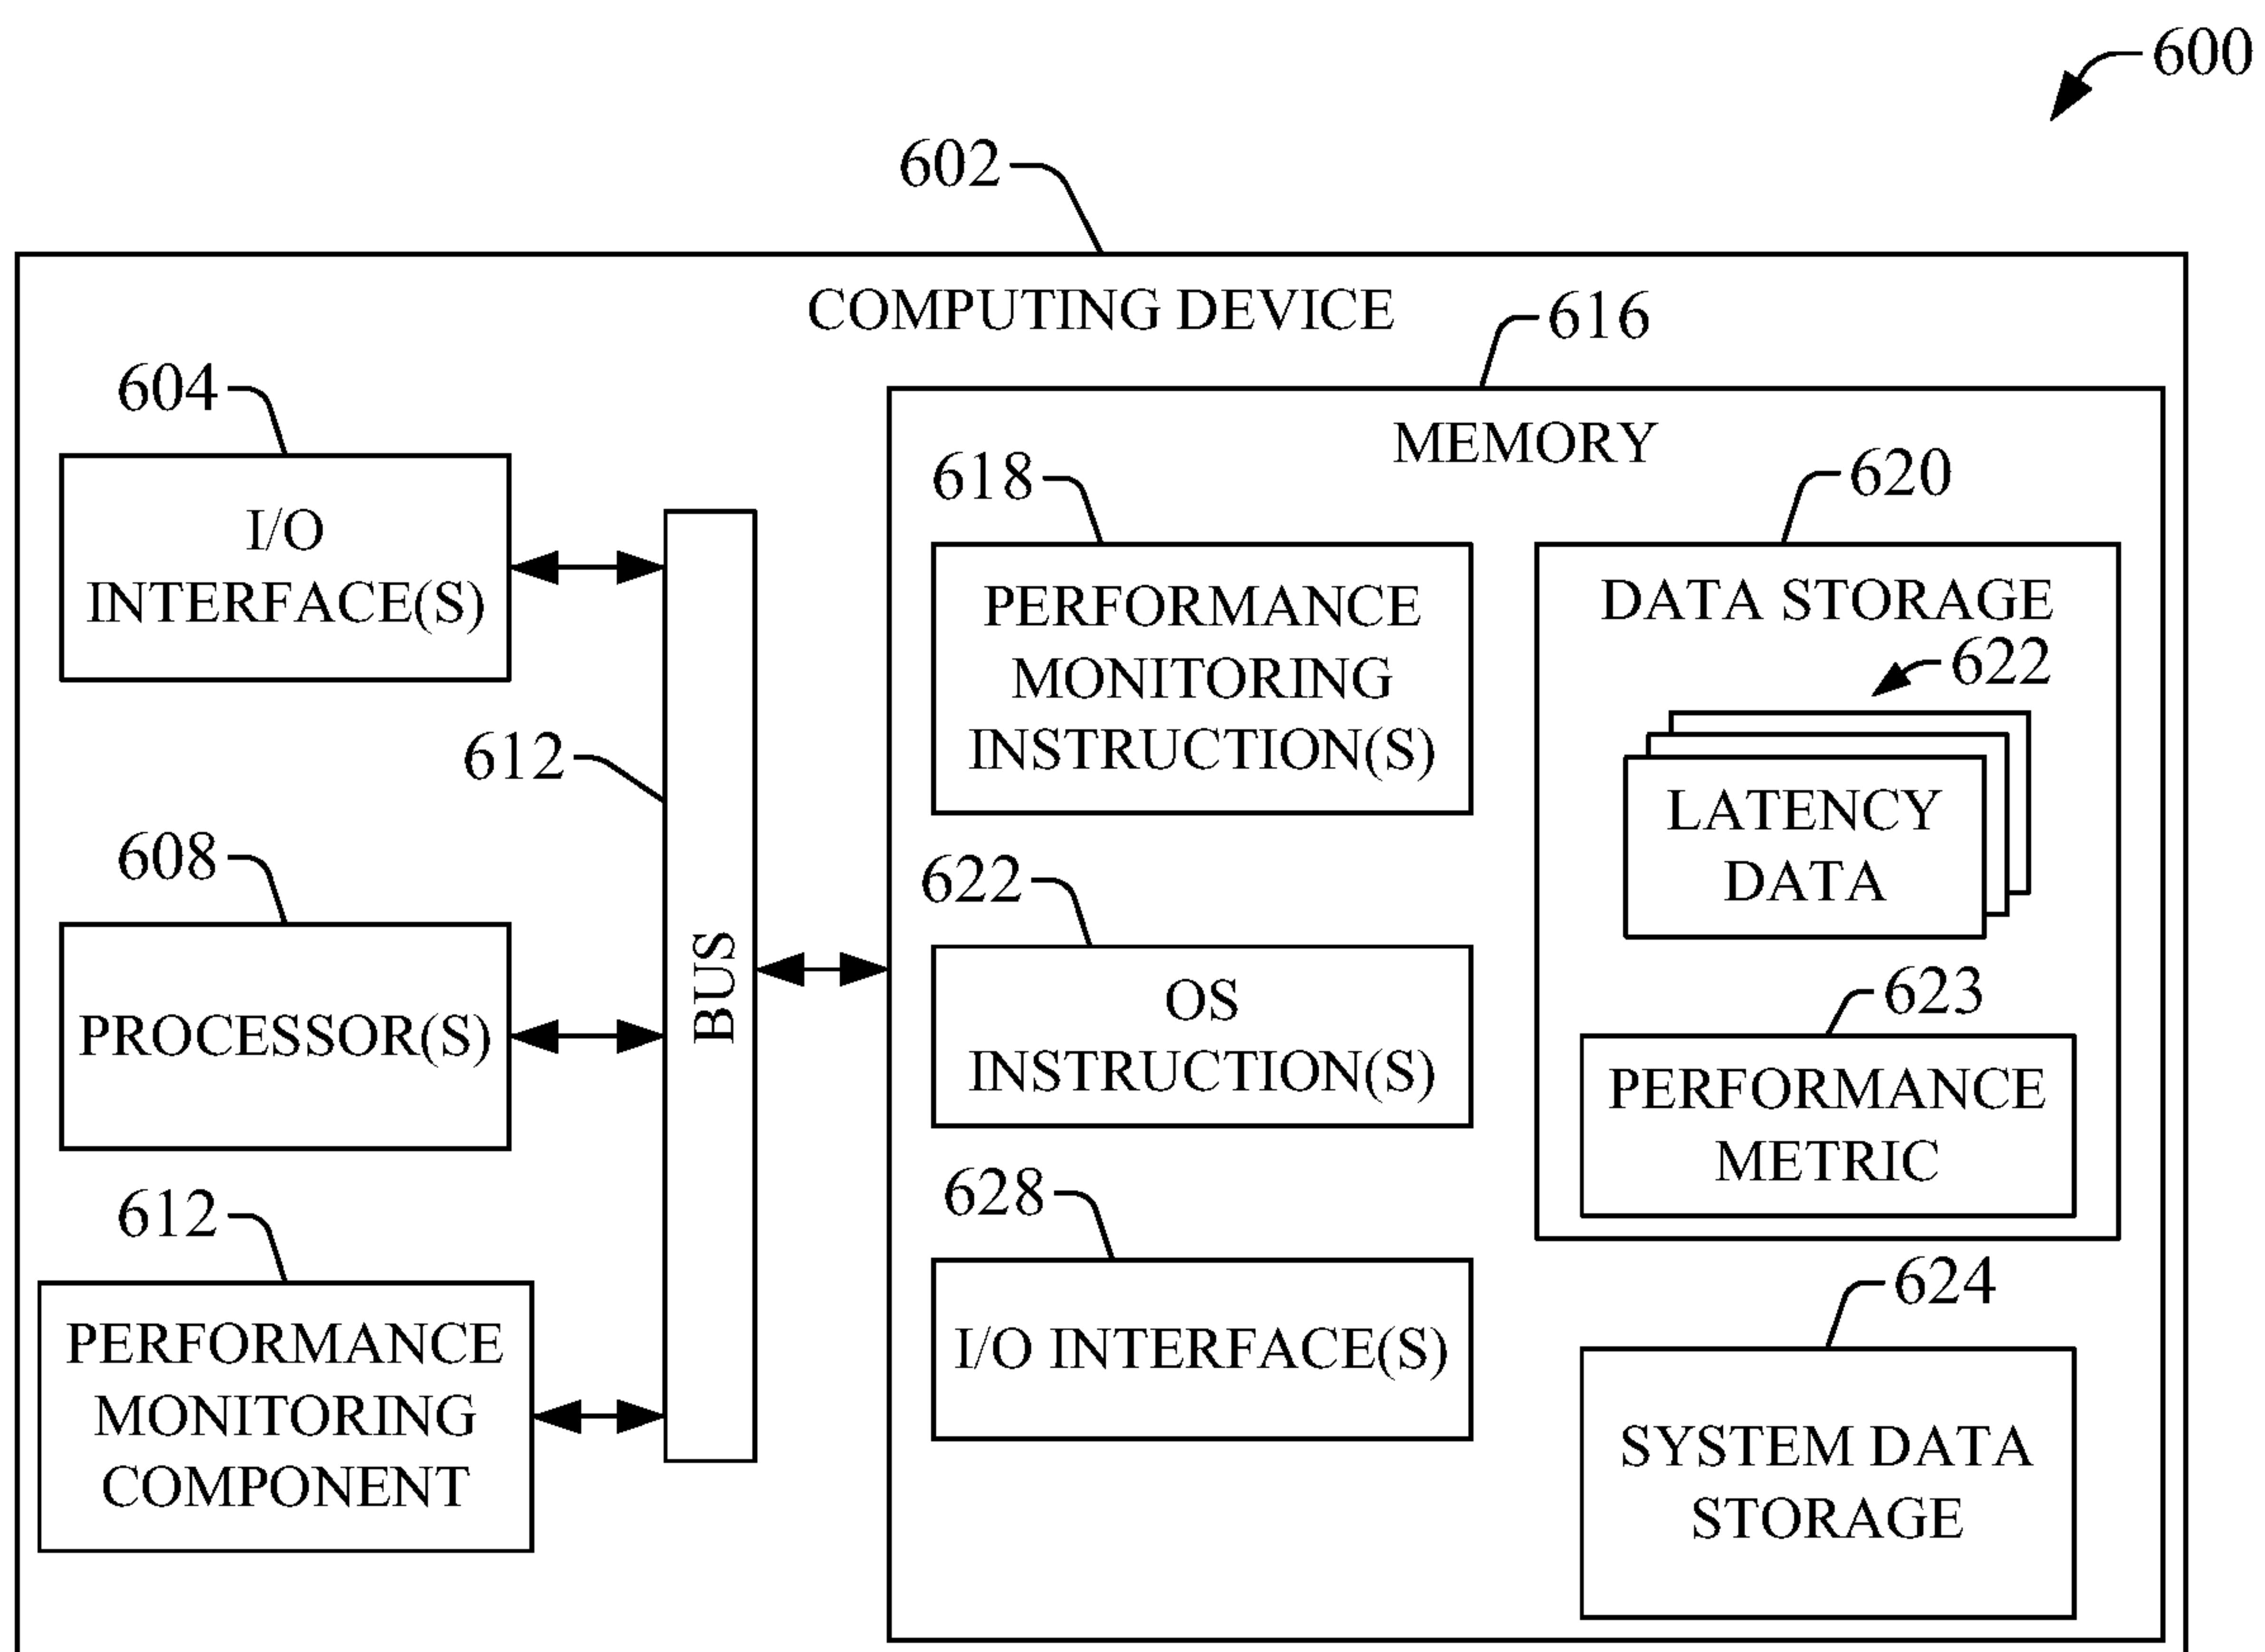 600
602
COMPUTING DEVICE
616
604
I/O
INTERFACE(S)
612
BUS
608
PROCESSOR(S)
612
PERFORMANCE
MONITORING
COMPONENT
MEMORY
618
PERFORMANCE
MONITORING
INSTRUCTION(S)
622
OS
INSTRUCTION(S)
628
I/O INTERFACE(S)
620
DATA STORAGE
622
LATENCY
DATA
623
PERFORMANCE
METRIC
624
SYSTEM DATA
STORAGE